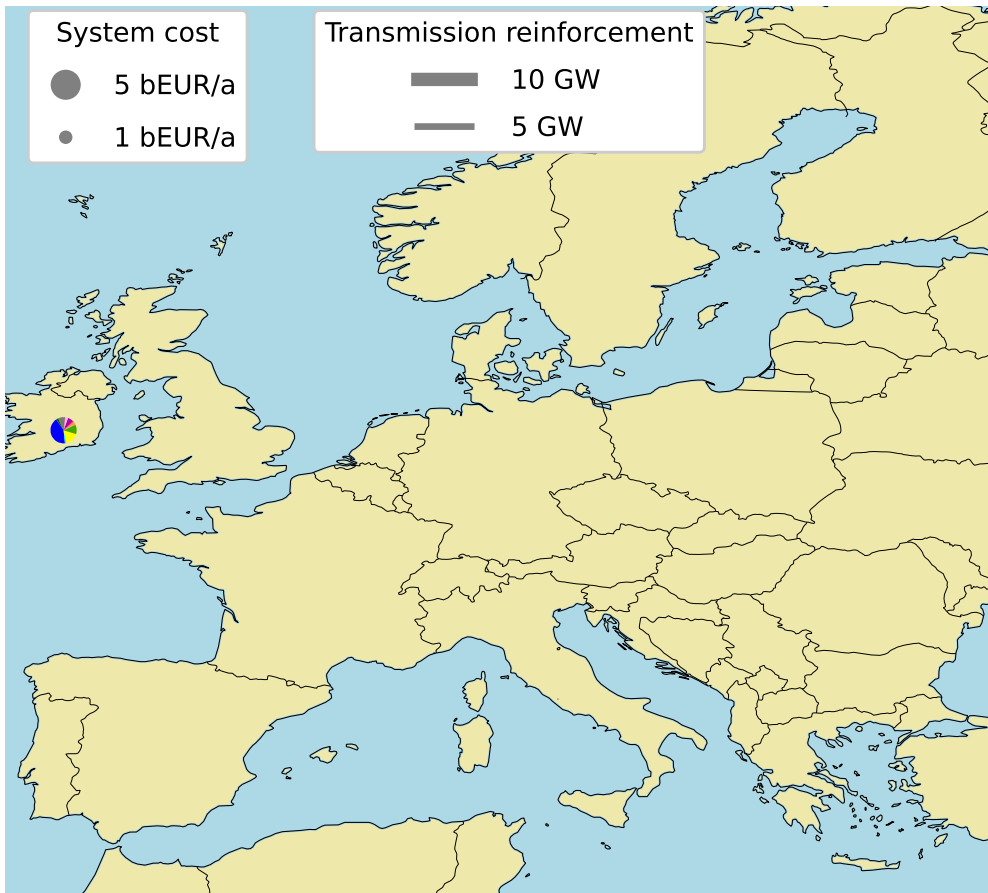 System cost
5 bEUR/a
1 bEUR/a
Transmission reinforcement
10 GW
5 GW